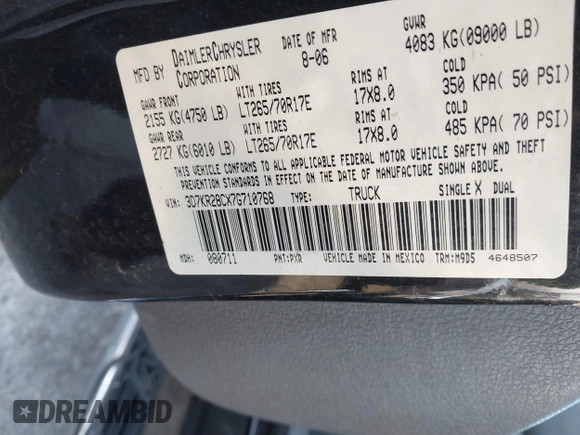 MFD BY DAIMLERCHRYSLER CORPORATION DATE OF MFR 8-06 GVWR 4083 KG(09000 LB)
GAWR FRONT WITH TIRES RIMS AT COLD
2155 KG(4750 LB) LT265/70R17E 17X8.0 350 KPA( 50 PSI)
GAWR REAR WITH TIRES RIMS AT COLD
2727 KG(6010 LB) LT265/70R17E 17X8.0 485 KPA( 70 PSI)
THIS VEHICLE CONFORMS TO ALL APPLICABLE FEDERAL MOTOR VEHICLE SAFETY AND THEFT
PREVENTION STANDARDS IN EFFECT ON THE DATE OF MANUFACTURE SHOWN ABOVE.
VIN: 3D7KR28CX7G710768 TYPE: TRUCK SINGLE X DUAL
MDH: 080711 PNT:PXR VEHICLE MADE IN MEXICO TRM:M9D5 4648507
DREAMBID